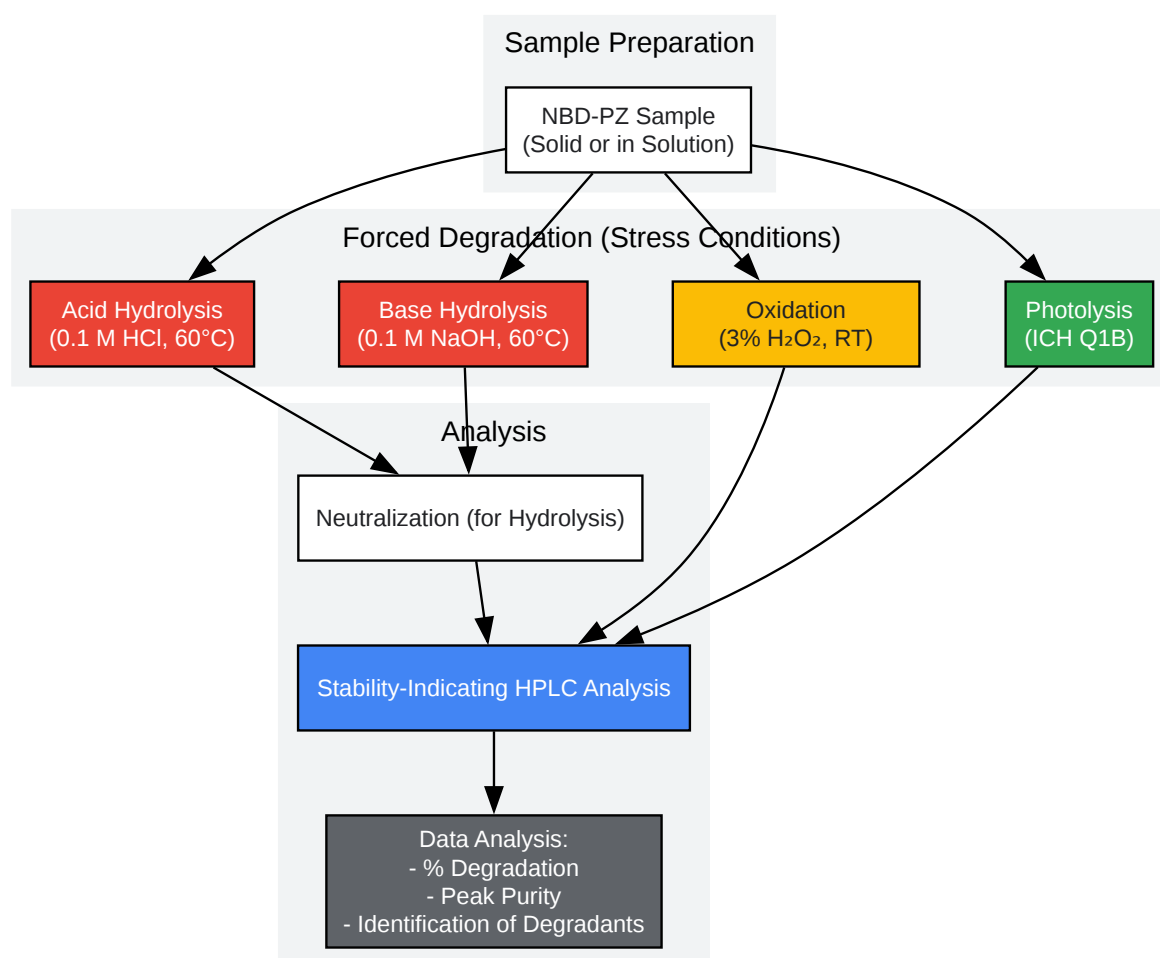 Sample Preparation
NBD-PZ Sample
(Solid or in Solution)
Forced Degradation (Stress Conditions)
Acid Hydrolysis
(0.1 M HCl, 60°C)
Base Hydrolysis
(0.1 M NaOH, 60°C)
Oxidation
(3% H₂O₂, RT)
Photolysis
(ICH Q1B)
Analysis
Neutralization (for Hydrolysis)
Stability-Indicating HPLC Analysis
Data Analysis:
- % Degradation
- Peak Purity
- Identification of Degradants